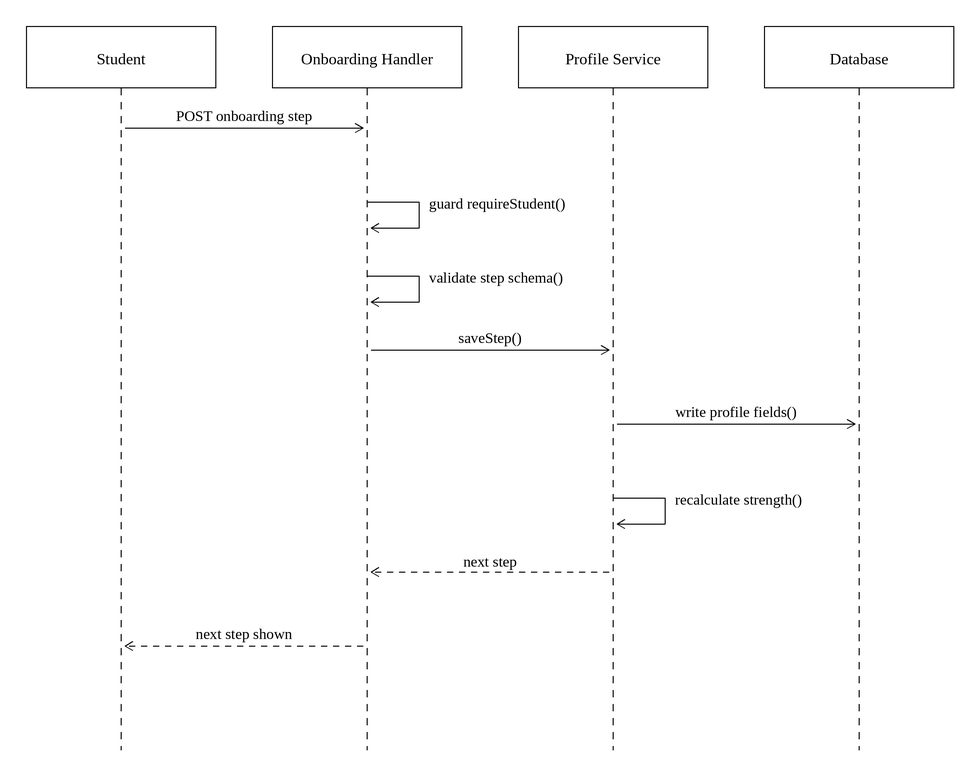 Student
Onboarding Handler
Profile Service
Database
POST onboarding step
guard requireStudent()
validate step schema()
saveStep()
write profile fields()
recalculate strength()
next step
next step shown